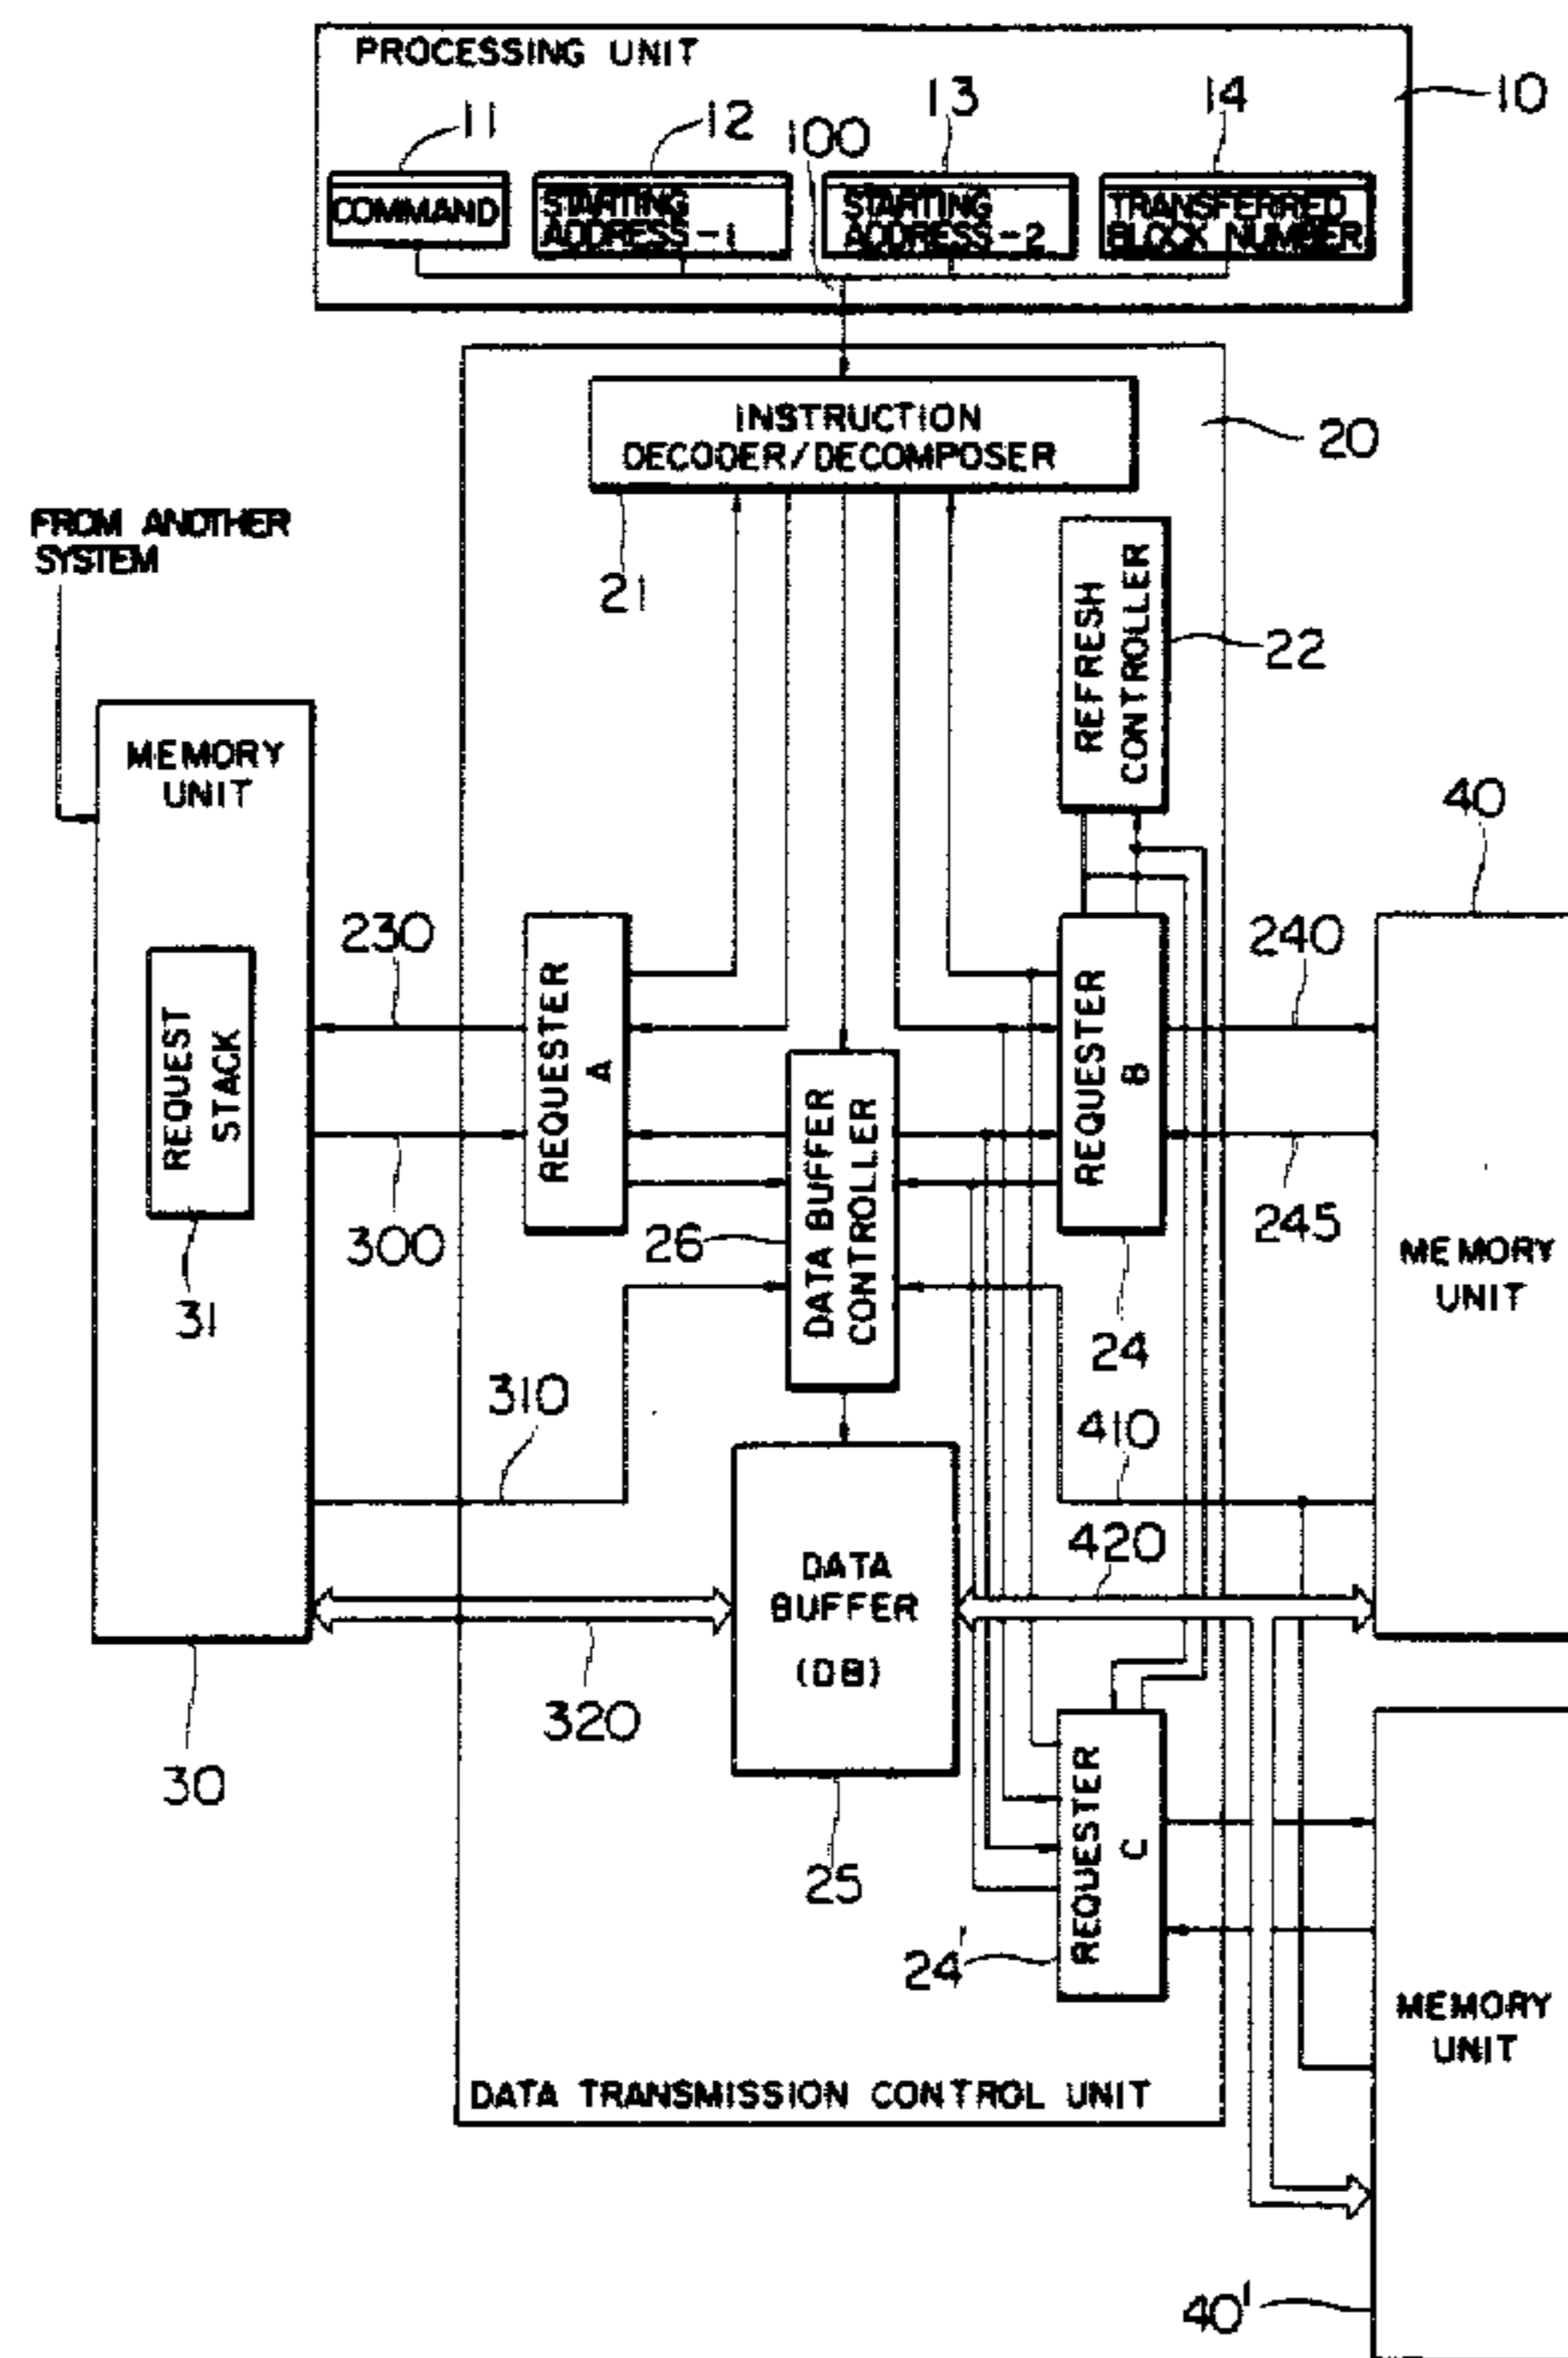 PROCESSING UNIT
10
11
12
100
13
14
COMMAND
STARTING
ADDRESS-1
STARTING
ADDRESS-2
TRANSFERRED
BLOCK NUMBER
INSTRUCTION
DECODER/DECOMPOSER
20
21
FROM ANOTHER
SYSTEM
REFRESH
CONTROLLER
22
MEMORY
UNIT
40
230
REQUESTER
A
REQUESTER
B
240
REQUEST
STACK
300
31
26
DATA BUFFER
CONTROLLER
245
MEMORY
UNIT
24
310
410
420
DATA
BUFFER
(DB)
320
30
25
REQUESTER
C
24'
MEMORY
UNIT
DATA TRANSMISSION CONTROL UNIT
40'